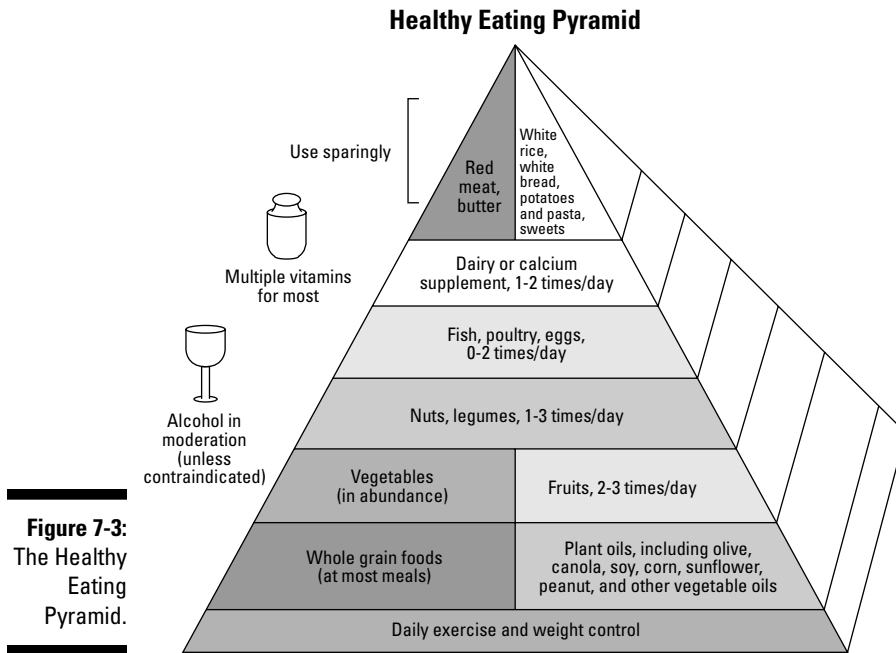 Healthy Eating Pyramid
Use sparingly
Red
meat,
butter
White
rice,
white
bread,
potatoes
and pasta,
sweets
Multiple vitamins
for most
Dairy or calcium
supplement, 1-2 times/day
Fish, poultry, eggs,
0-2 times/day
Alcohol in
moderation
(unless
contraindicated)
Nuts, legumes, 1-3 times/day
Vegetables
(in abundance)
Fruits, 2-3 times/day
Whole grain foods
(at most meals)
Plant oils, including olive,
canola, soy, corn, sunflower,
peanut, and other vegetable oils
Daily exercise and weight control
Figure 7-3:
The Healthy
Eating
Pyramid.